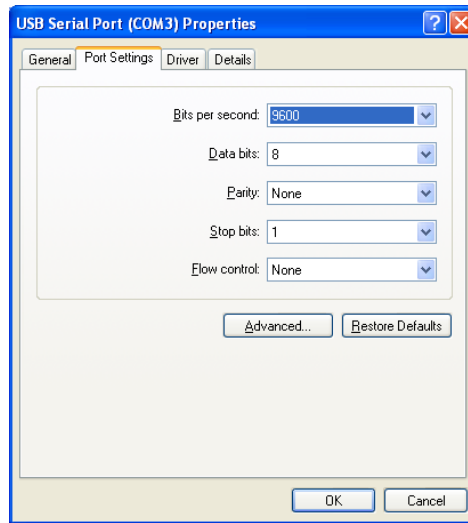 USB Serial Port (COM3) Properties
General Port Settings Driver Details
Bits per second: 9600
Data bits: 8
Parity: None
Stop bits: 1
Flow control: None
Advanced... Restore Defaults
OK Cancel